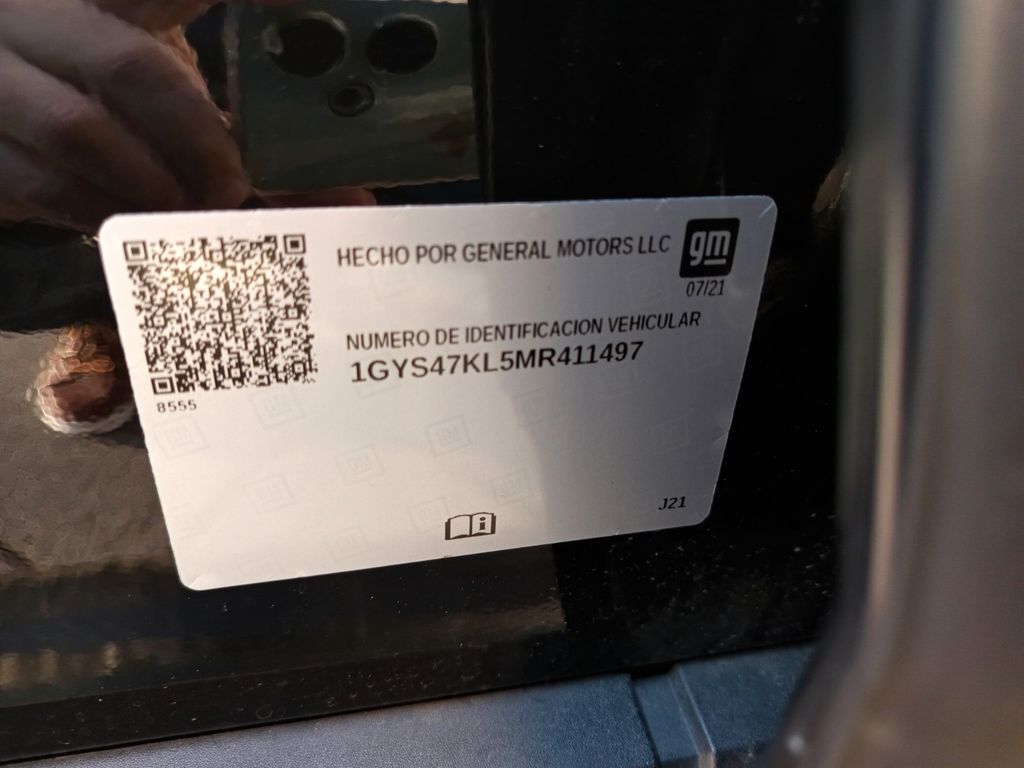 HECHO POR GENERAL MOTORS LLC
gm
07/21
NUMERO DE IDENTIFICACION VEHICULAR
1GYS47KL5MR411497
8555
J21